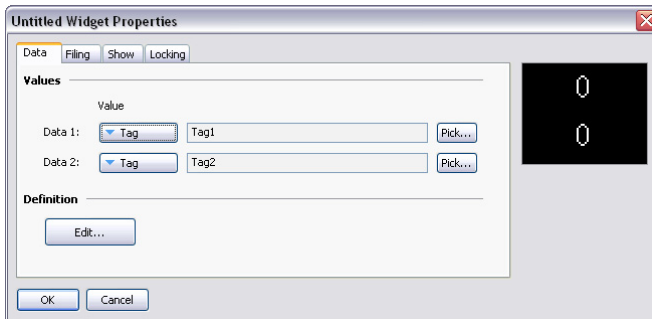 Untitled Widget Properties
Data Filing Show Locking
Values
Value
Data 1: Tag Tag1 Pick...
Data 2: Tag Tag2 Pick...
Definition
Edit...
OK Cancel
0
0